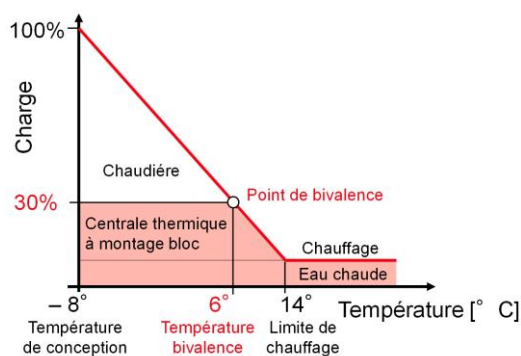 100%
Charge
Chaudiére
30%
Point de bivalence
Centrale thermique
à montage bloc
Chauffage
Eau chaude
– 8°
6°
14°
Température [° C]
Température
de conception
Température
bivalence
Limite de
chauffage